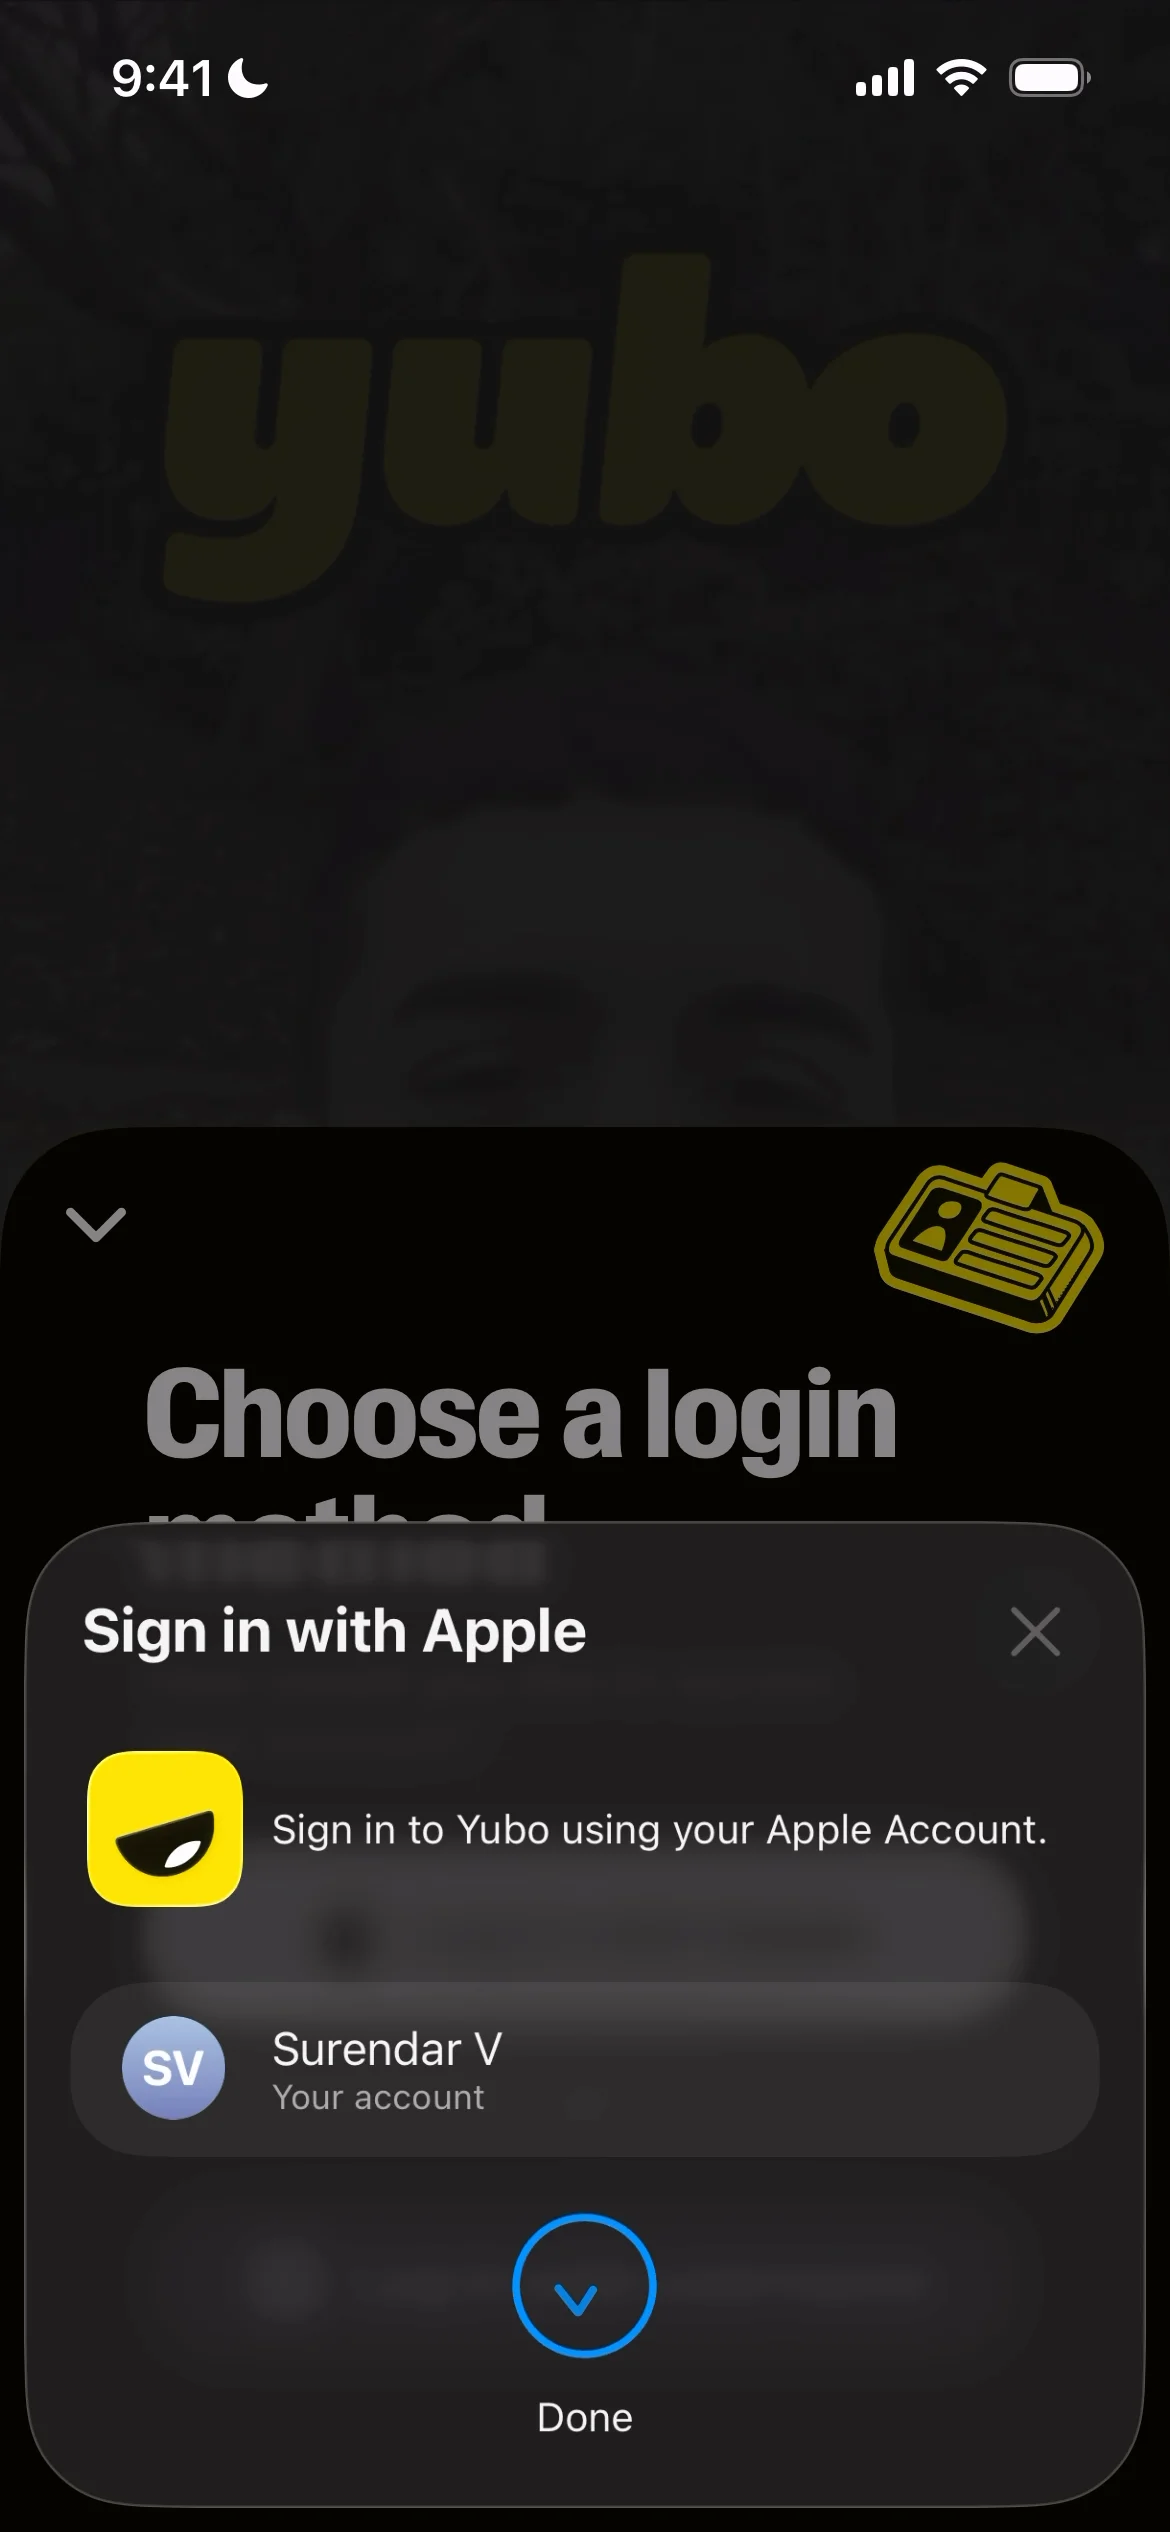 9:41
yubo
Choose a login
method
Sign in with Apple
Sign in to Yubo using your Apple Account.
SV
Surendar V
Your account
Done